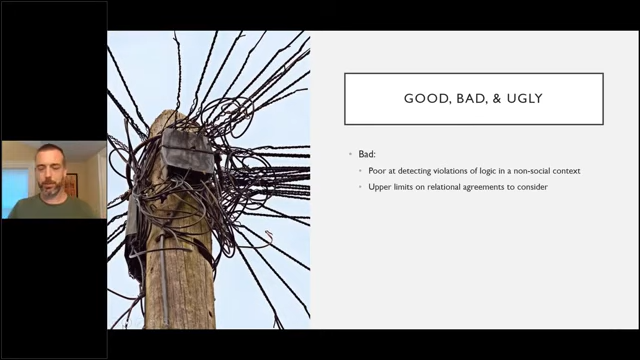 GOOD, BAD, & UGLY
Bad:
Poor at detecting violations of logic in a non-social context
Upper limits on relational agreements to consider